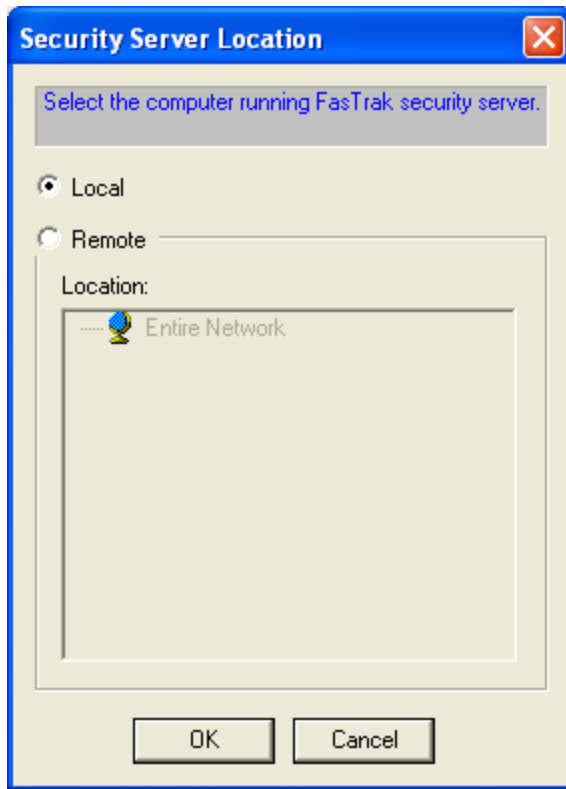 Security Server Location
Select the computer running FasTrak security server.
Local
Remote
Location:
Entire Network
OK
Cancel